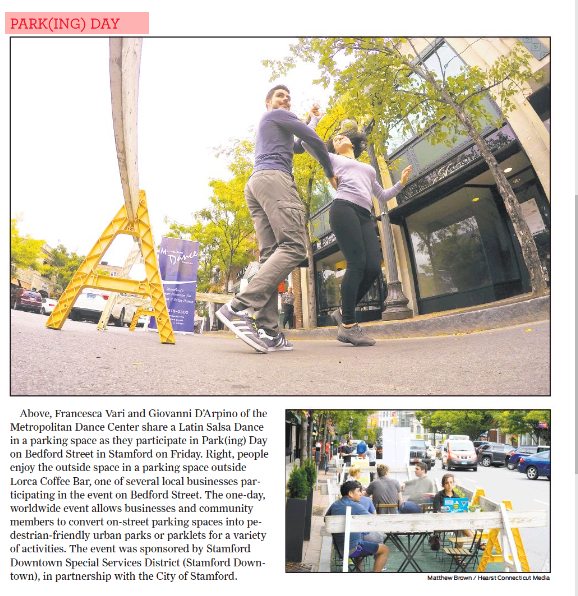 PARK(ING) DAY
Dance
Above, Francesca Vari and Giovanni D'Arpino of the
Metropolitan Dance Center share a Latin Salsa Dance
in a parking space as they participate in Park(ing) Day
on Bedford Street in Stamford on Friday. Right, people
enjoy the outside space in a parking space outside
Lorca Coffee Bar, one of several local businesses par-
ticipating in the event on Bedford Street. The one-day,
worldwide event allows businesses and community
members to convert on-street parking spaces into pe-
destrian-friendly urban parks or parklets for a variety
of activities. The event was sponsored by Stamford
Downtown Special Services District (Stamford Down-
town), in partnership with the City of Stamford.
Matthew Brown / Hearst Connecticut Media